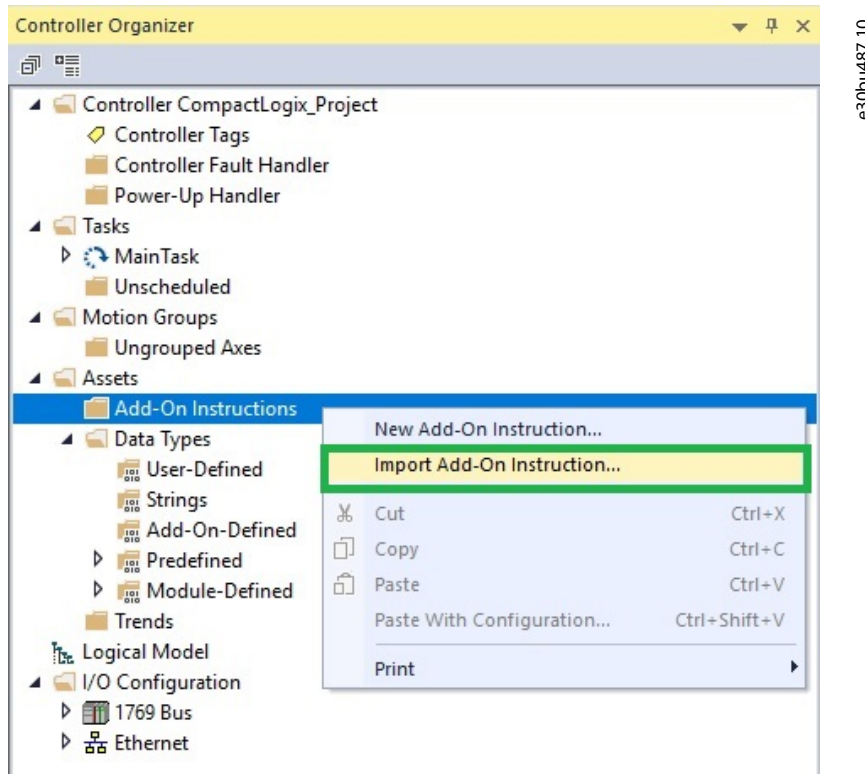 Controller Organizer
Controller CompactLogix_Project
Controller Tags
Controller Fault Handler
Power-Up Handler
Tasks
MainTask
Unscheduled
Motion Groups
Ungrouped Axes
Assets
Add-On Instructions
Data Types
User-Defined
Strings
Add-On-Defined
Predefined
Module-Defined
Trends
Logical Model
I/O Configuration
1769 Bus
Ethernet
New Add-On Instruction...
Import Add-On Instruction...
Cut Ctrl+X
Copy Ctrl+C
Paste Ctrl+V
Paste With Configuration... Ctrl+Shift+V
Print
e30bu487.10